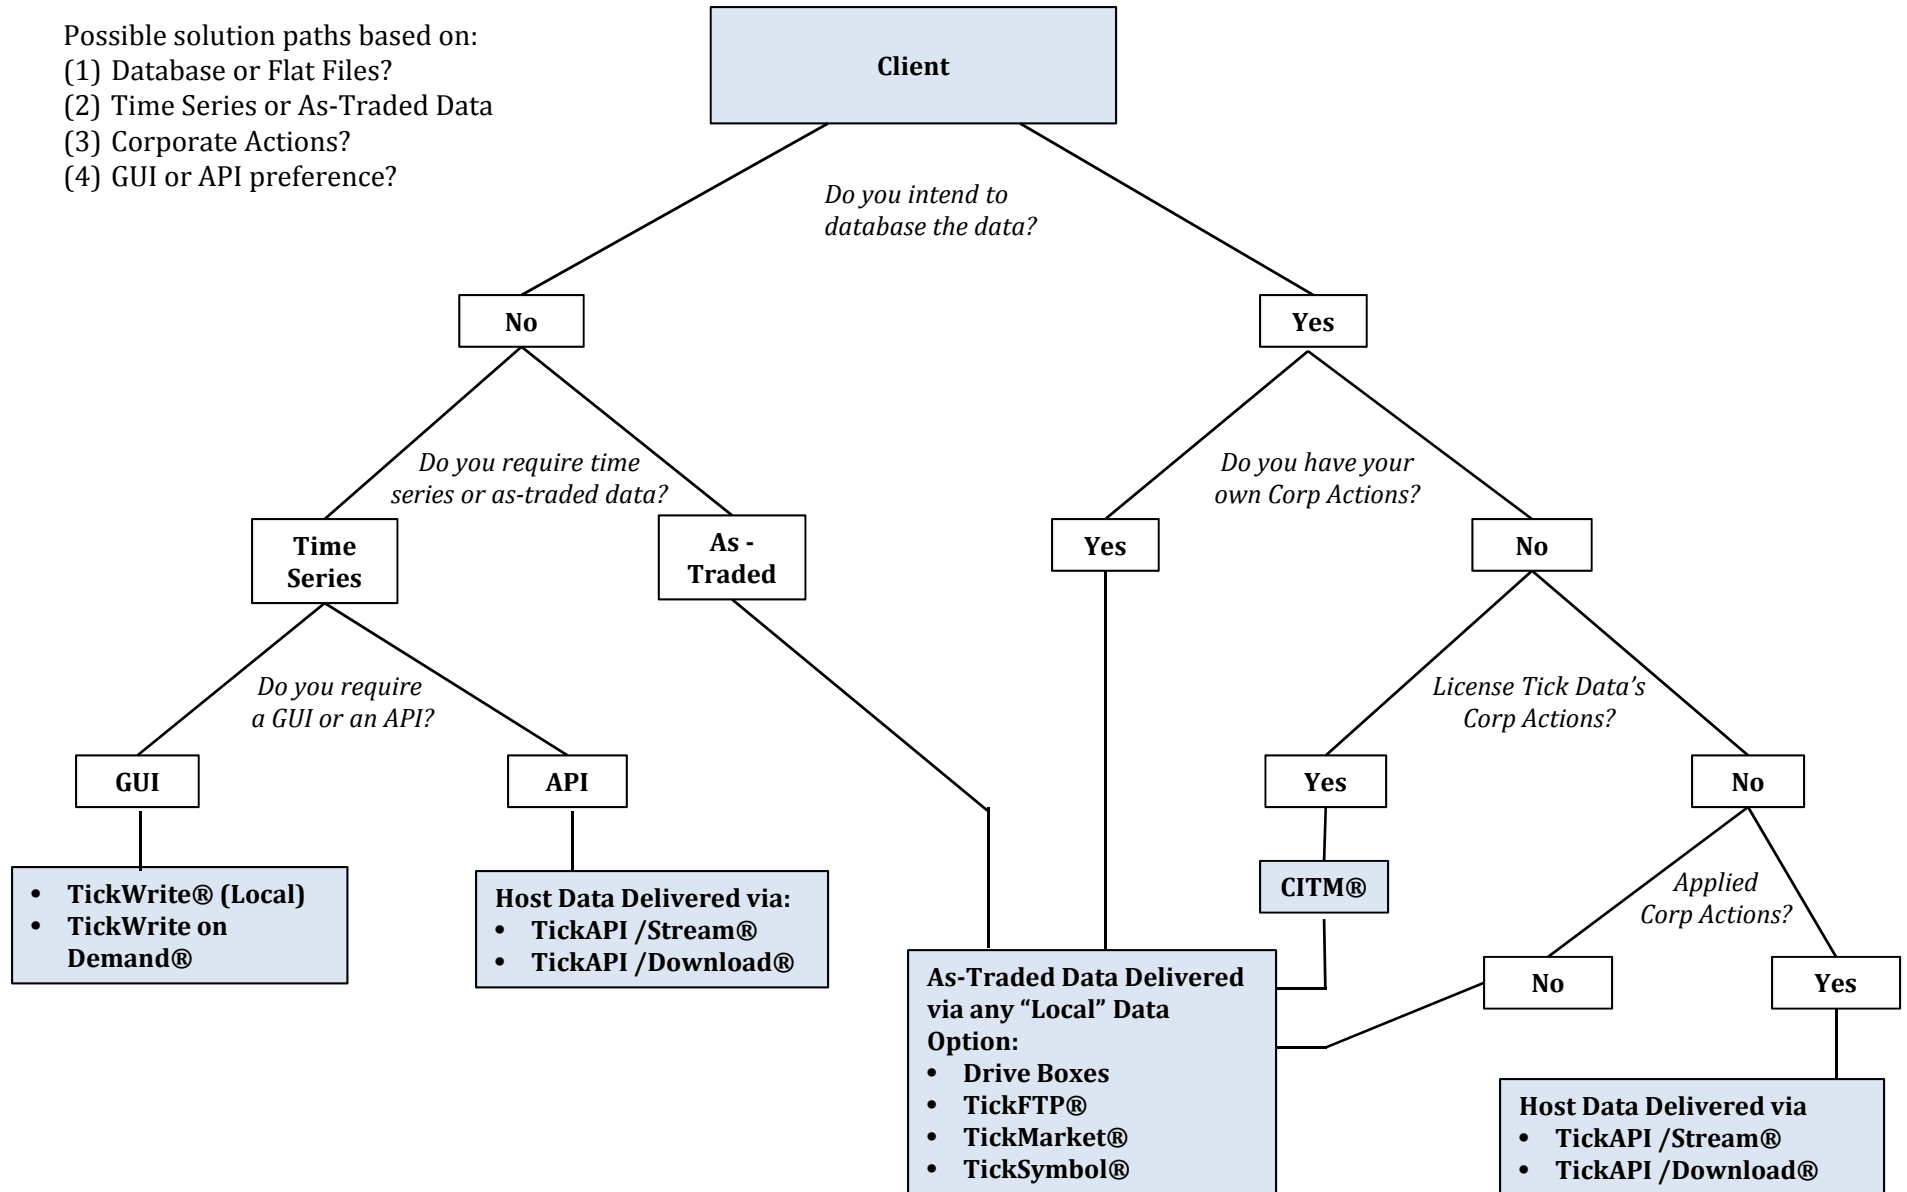 Possible solution paths based on:
(1) Database or Flat Files?
(2) Time Series or As-Traded Data
(3) Corporate Actions?
(4) GUI or API preference?
Client
Do you intend to
database the data?
No
Yes
Do you require time
series or as-traded data?
Do you have your
own Corp Actions?
Time
Series
As -
Traded
Yes
No
Do you require
a GUI or an API?
License Tick Data's
Corp Actions?
GUI
API
Yes
No
• TickWrite® (Local)
• TickWrite on
Demand®
Host Data Delivered via:
• TickAPI /Stream®
• TickAPI /Download®
CITM®
Applied
Corp Actions?
No
Yes
As-Traded Data Delivered
via any “Local” Data
Option:
• Drive Boxes
• TickFTP®
• TickMarket®
• TickSymbol®
Host Data Delivered via
• TickAPI /Stream®
• TickAPI /Download®